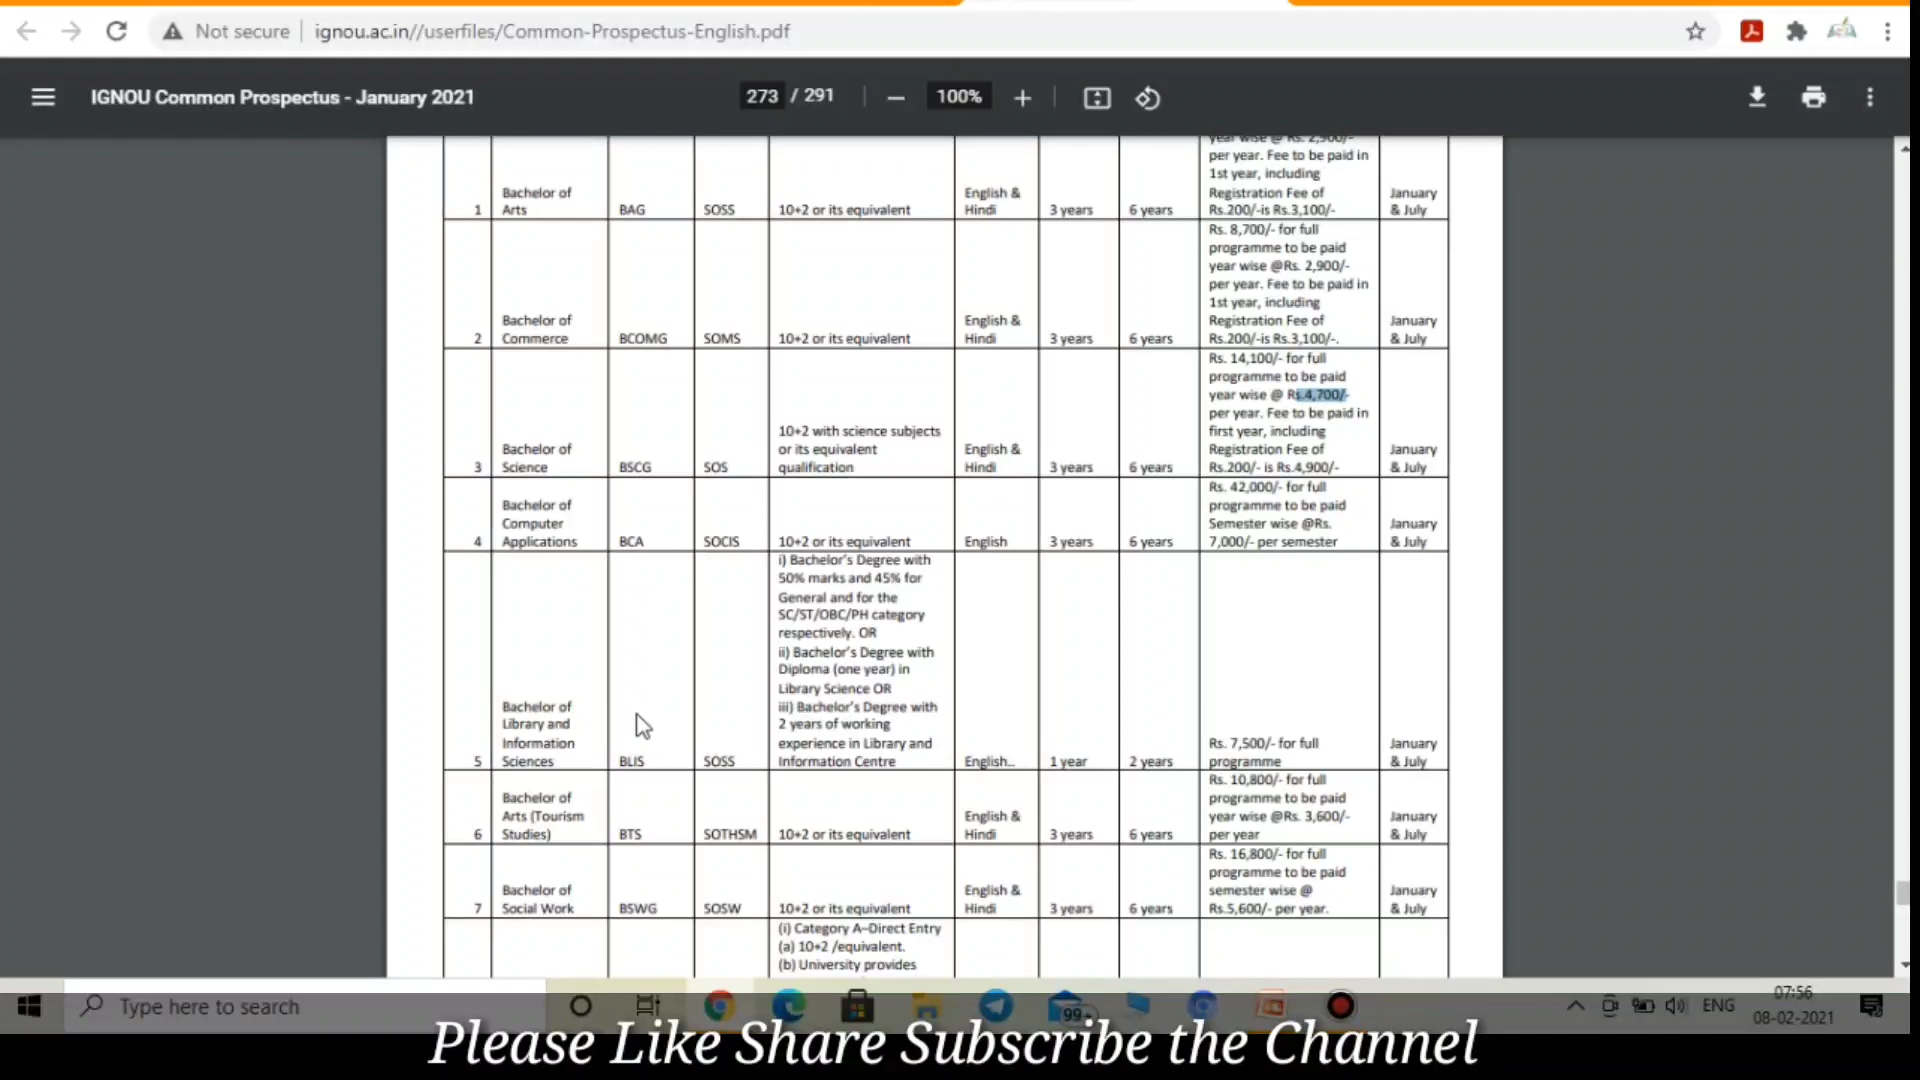 Not secure
ignou.ac.in//userfiles/Common-Prospectus-English.pdf
IGNOU Common Prospectus - January 2021
273 / 291
100%
year wise @ Rs. 2,900/-
per year. Fee to be paid in
1st year, including
Registration Fee of
Rs.200/-is Rs.3,100/-
1
Bachelor of
Arts
BAG
SOSS
10+2 or its equivalent
English &
Hindi
3 years
6 years
January
& July
2
Bachelor of
Commerce
BCOMG
SOMS
10+2 or its equivalent
English &
Hindi
3 years
6 years
Rs. 8,700/- for full
programme to be paid
year wise @Rs. 2,900/-
per year. Fee to be paid in
1st year, including
Registration Fee of
Rs.200/-is Rs.3,100/-.
January
& July
3
Bachelor of
Science
BSCG
SOS
10+2 with science subjects
or its equivalent
qualification
English &
Hindi
3 years
6 years
Rs. 14,100/- for full
programme to be paid
year wise @ Rs.4,700/-
per year. Fee to be paid in
first year, including
Registration Fee of
Rs.200/- is Rs.4,900/-
January
& July
4
Bachelor of
Computer
Applications
BCA
SOCIS
10+2 or its equivalent
English
3 years
6 years
Rs. 42,000/- for full
programme to be paid
Semester wise @Rs.
7,000/- per semester
January
& July
5
Bachelor of
Library and
Information
Sciences
BLIS
SOSS
i) Bachelor's Degree with
50% marks and 45% for
General and for the
SC/ST/OBC/PH category
respectively. OR
ii) Bachelor's Degree with
Diploma (one year) in
Library Science OR
iii) Bachelor's Degree with
2 years of working
experience in Library and
Information Centre
English..
1 year
2 years
Rs. 7,500/- for full
programme
January
& July
6
Bachelor of
Arts (Tourism
Studies)
BTS
SOTHSM
10+2 or its equivalent
English &
Hindi
3 years
6 years
Rs. 10,800/- for full
programme to be paid
year wise @Rs. 3,600/-
per year
January
& July
7
Bachelor of
Social Work
BSWG
SOSW
10+2 or its equivalent
English &
Hindi
3 years
6 years
Rs. 16,800/- for full
programme to be paid
semester wise @
Rs.5,600/- per year.
January
& July
(i) Category A–Direct Entry
(a) 10+2 /equivalent.
(b) University provides
Type here to search
99+
ENG
07:56
08-02-2021
Please Like Share Subscribe the Channel